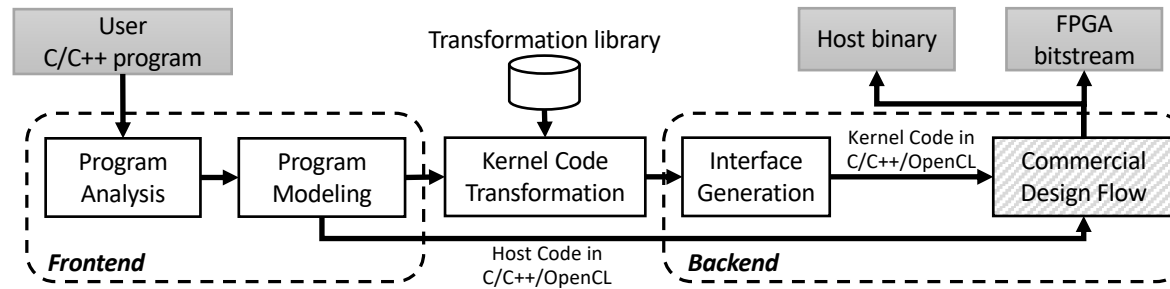 User
C/C++ program
Transformation library
Host binary
FPGA
bitstream
Program
Analysis
Program
Modeling
Kernel Code
Transformation
Interface
Generation
Kernel Code in
C/C++/OpenCL
Commercial
Design Flow
Frontend
Host Code in
C/C++/OpenCL
Backend